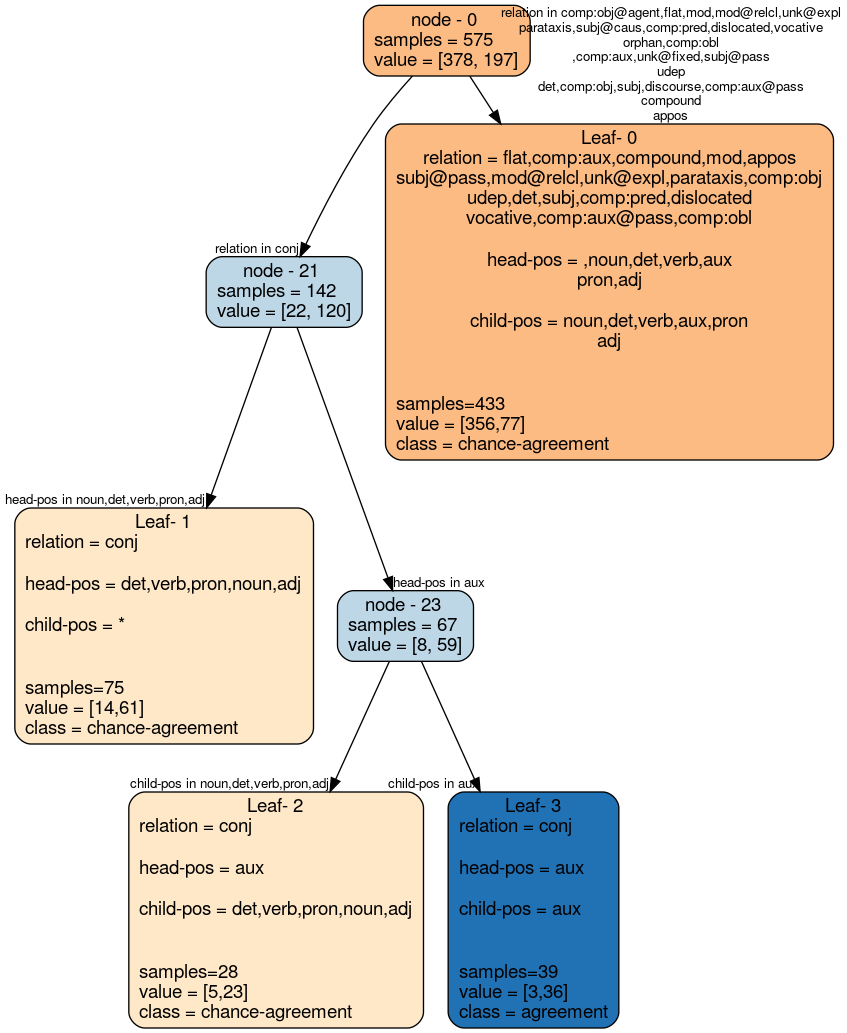 node - 0
samples = 575
value = [378, 197]
relation in comp:obj@agent,flat,mod,mod@relcl,unk@expl
parataxis,subj@caus,comp:pred,dislocated,vocative
orphan,comp:obl
,comp:aux,unk@fixed,subj@pass
udep
det,comp:obj,subj,discourse,comp:aux@pass
compound
appos
Leaf- 0
relation = flat,comp:aux,compound,mod,appos
subj@pass,mod@relcl,unk@expl,parataxis,comp:obj
udep,det,subj,comp:pred,dislocated
vocative,comp:aux@pass,comp:obl
head-pos = ,noun,det,verb,aux
pron,adj
child-pos = noun,det,verb,aux,pron
adj
samples=433
value = [356,77]
class = chance-agreement
relation in conj
node - 21
samples = 142
value = [22, 120]
head-pos in noun,det,verb,pron,adj
Leaf- 1
relation = conj
head-pos = det,verb,pron,noun,adj
child-pos = *
samples=75
value = [14,61]
class = chance-agreement
head-pos in aux
node - 23
samples = 67
value = [8, 59]
child-pos in noun,det,verb,pron,adj
Leaf- 2
relation = conj
head-pos = aux
child-pos = det,verb,pron,noun,adj
samples=28
value = [5,23]
class = chance-agreement
child-pos in aux
Leaf- 3
relation = conj
head-pos = aux
child-pos = aux
samples=39
value = [3,36]
class = agreement